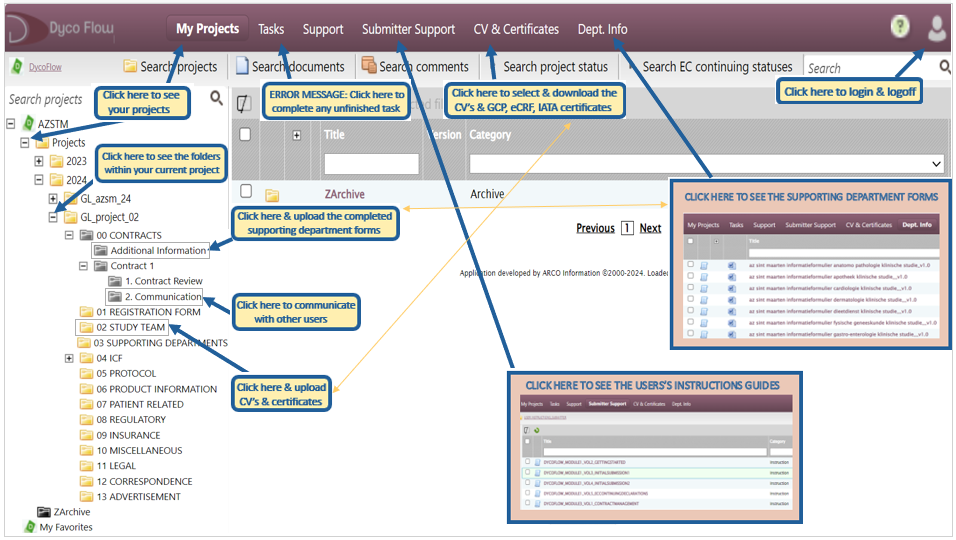 Dyco Flow
My Projects
Tasks
Support
Submitter Support
CV & Certificates
Dept. Info
?
DycoFlow
Search projects
Search documents
Search comments
Search project status
Search EC continuing statuses
Search
Search projects
Click here to see
your projects
ERROR MESSAGE: Click here to
complete any unfinished task
Click here to select & download the
CV's & GCP, eCRF, IATA certificates
Click here to login & logoff
Title
Version
Category
ZArchive
Archive
Previous 1 Next
Application developed by ARCO Information ©2000-2024. Loaded
AZSTM
Projects
2023
2024
GL_azsm_24
GL_project_02
00 CONTRACTS
Additional Information
Contract 1
1. Contract Review
2. Communication
01 REGISTRATION FORM
02 STUDY TEAM
03 SUPPORTING DEPARTMENTS
04 ICF
05 PROTOCOL
06 PRODUCT INFORMATION
07 PATIENT RELATED
08 REGULATORY
09 INSURANCE
10 MISCELLANEOUS
11 LEGAL
12 CORRESPONDENCE
13 ADVERTISEMENT
ZArchive
My Favorites
Click here to see the folders
within your current project
Click here & upload the completed
supporting department forms
Click here to communicate
with other users
Click here & upload
CV's & certificates
CLICK HERE TO SEE THE SUPPORTING DEPARTMENT FORMS
My Projects Tasks Support Submitter Support CV & Certificates Dept. Info
Title
az sint maarten informatieformulier anatomo pathologie klinische studie_v1.0
az sint maarten informatieformulier apotheek klinische studie__v1.0
az sint maarten informatieformulier cardiologie klinische studie_v1.0
az sint maarten informatieformulier dermatologie klinische studie_v1.0
az sint maarten informatieformulier dieetdienst klinische studie_v1.0
az sint maarten informatieformulier fysische geneeskunde klinische studie_v1.0
az sint maarten informatieformulier gastro-enterologie klinische studie_v1.0
CLICK HERE TO SEE THE USERS'S INSTRUCTIONS GUIDES
My Projects Tasks Support Submitter Support CV & Certificates Dept. Info
Title
Category
DYCOFLOW_MODULE1_VOL2_GETTINGSTARTED
Instruction
DYCOFLOW_MODULE1_VOL3_INITIALSUBMISSION1
Instruction
DYCOFLOW_MODULE1_VOL4_INITIALSUBMISSION2
Instruction
Instruction
Instruction